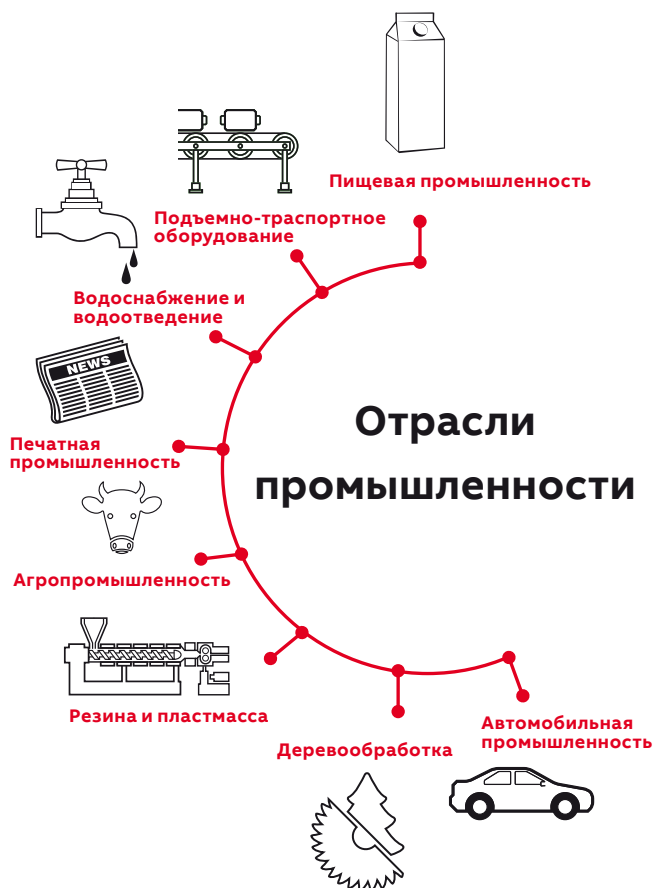 Пищевая промышленность
Подъемно-траспортное
оборудование
Водоснабжение и
водоотведение
NEWS
Печатная
промышленность
Отрасли
промышленности
Агропромышленность
Резина и пластмасса
Деревообработка
Автомобильная
промышленность